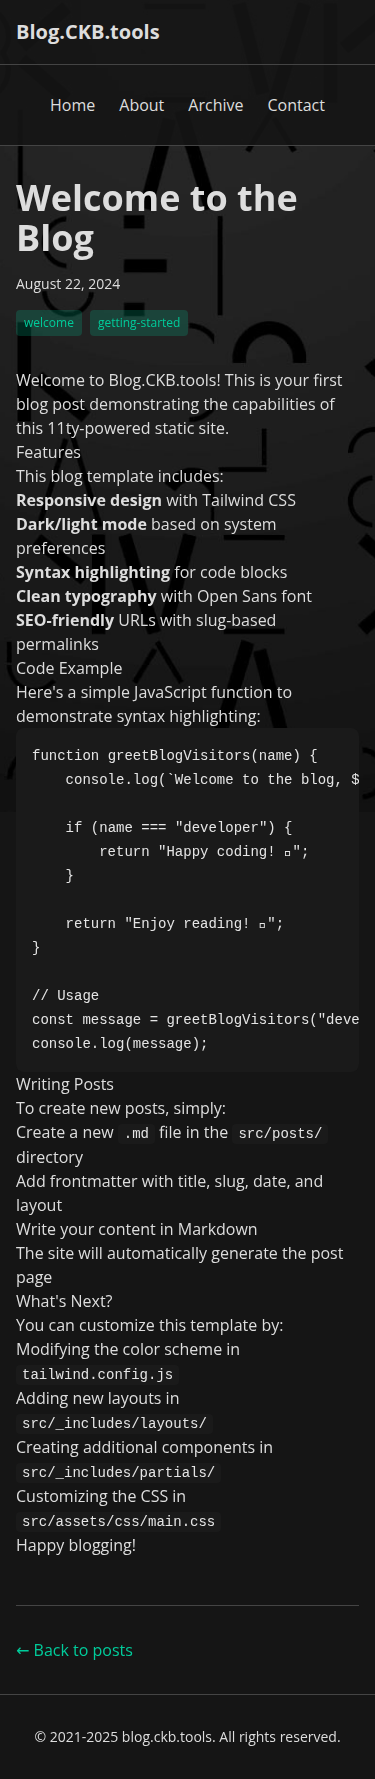 Blog.CKB.tools
Home About Archive Contact
Welcome to the
Blog
August 22, 2024
welcome getting-started
Welcome to Blog.CKB.tools! This is your first
blog post demonstrating the capabilities of
this 11ty-powered static site.
Features
This blog template includes:
Responsive design with Tailwind CSS
Dark/light mode based on system
preferences
Syntax highlighting for code blocks
Clean typography with Open Sans font
SEO-friendly URLs with slug-based
permalinks
Code Example
Here's a simple JavaScript function to
demonstrate syntax highlighting:
function greetBlogVisitors(name) {
    console.log(`Welcome to the blog, $
    if (name === "developer") {
        return "Happy coding! ";
    }
    return "Enjoy reading! ";
}
// Usage
const message = greetBlogVisitors("deve
console.log(message);
Writing Posts
To create new posts, simply:
Create a new .md file in the src/posts/
directory
Add frontmatter with title, slug, date, and
layout
Write your content in Markdown
The site will automatically generate the post
page
What's Next?
You can customize this template by:
Modifying the color scheme in
tailwind.config.js
Adding new layouts in
src/_includes/layouts/
Creating additional components in
src/_includes/partials/
Customizing the CSS in
src/assets/css/main.css
Happy blogging!
← Back to posts
© 2021-2025 blog.ckb.tools. All rights reserved.